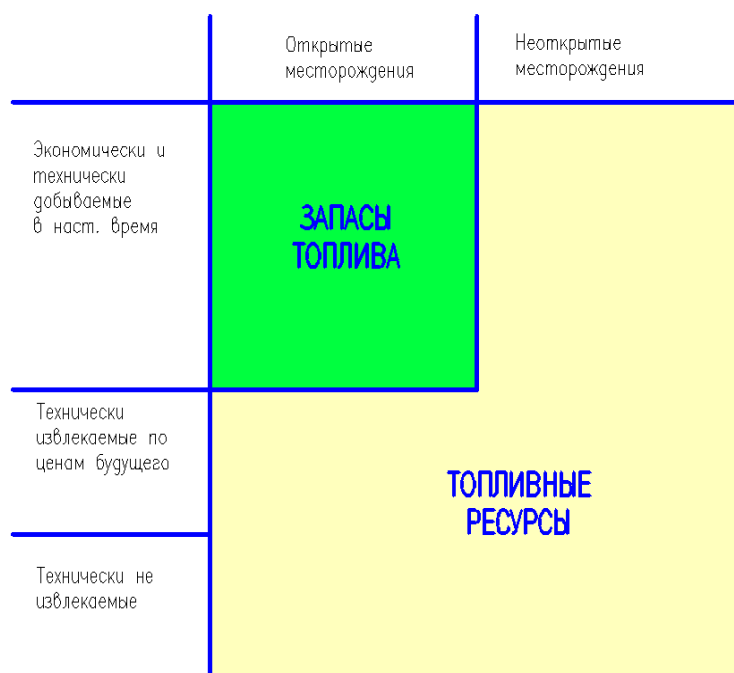 Открытые
месторождения
Неоткрытые
месторождения
Экономически и
технически
добываемые
в наст. время
ЗАПАСЫ
ТОПЛИВА
Технически
извлекаемые по
ценам будущего
ТОПЛИВНЫЕ
РЕСУРСЫ
Технически не
извлекаемые